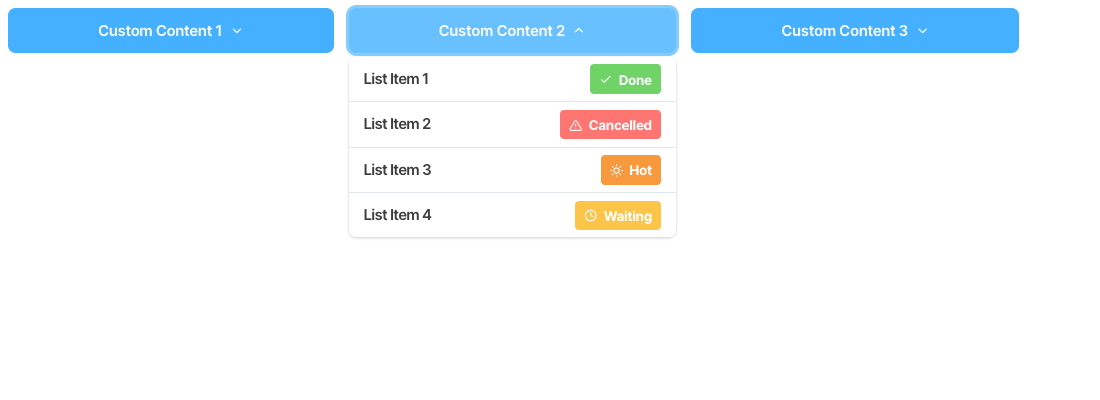 Custom Content 1
Custom Content 2
Custom Content 3
List Item 1 Done
List Item 2 Cancelled
List Item 3 Hot
List Item 4 Waiting